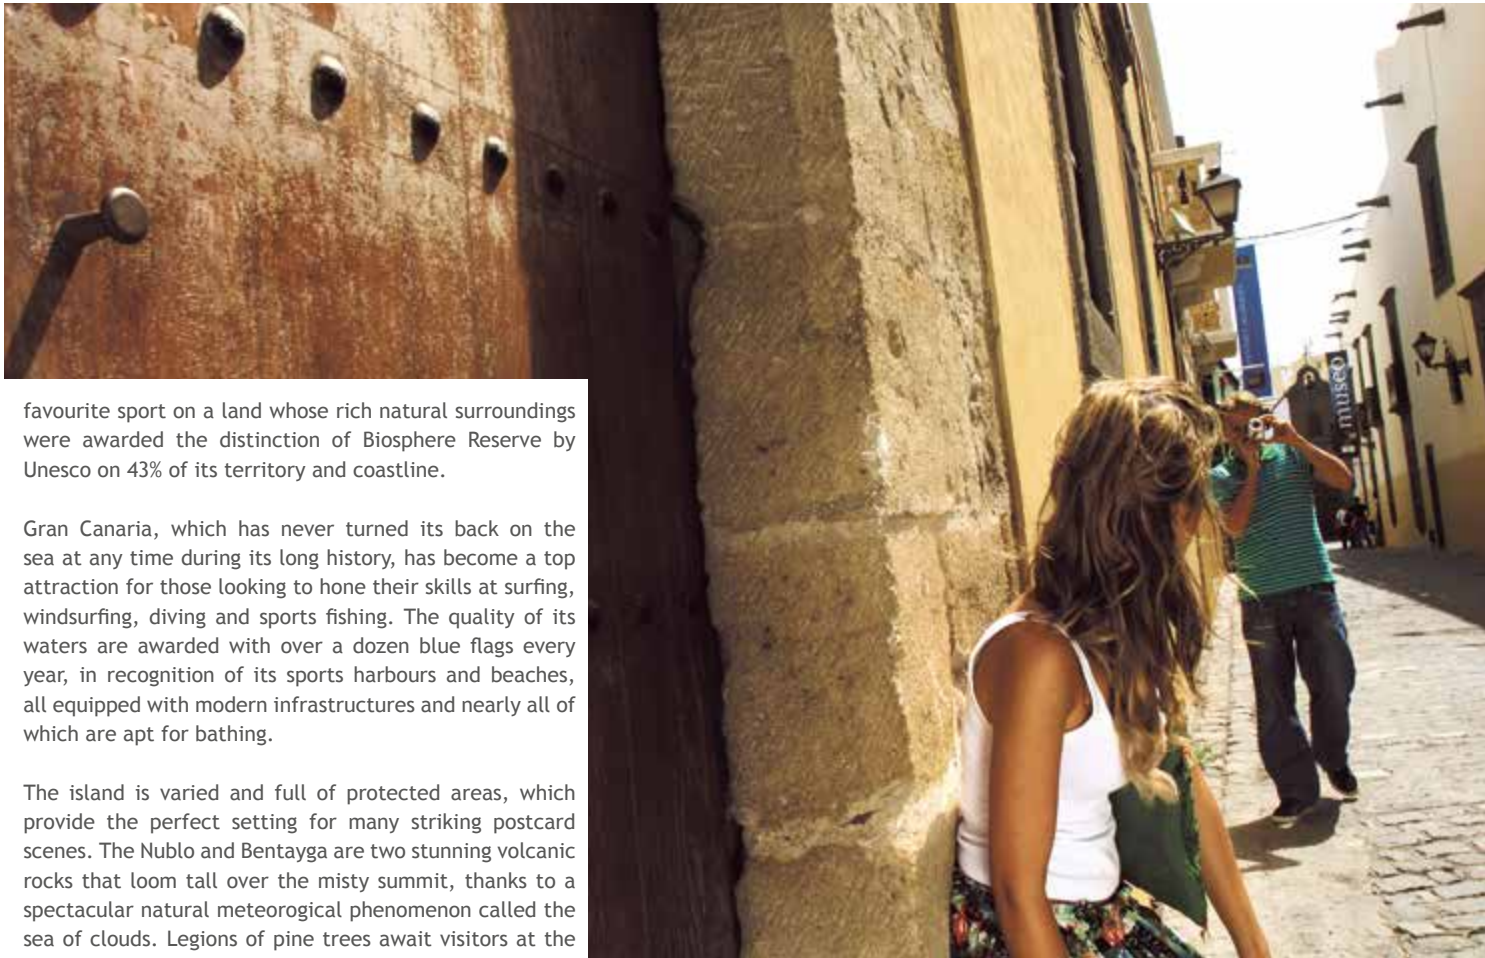 favourite sport on a land whose rich natural surroundings
were awarded the distinction of Biosphere Reserve by
Unesco on 43% of its territory and coastline.
Gran Canaria, which has never turned its back on the
sea at any time during its long history, has become a top
attraction for those looking to hone their skills at surfing,
windsurfing, diving and sports fishing. The quality of its
waters are awarded with over a dozen blue flags every
year, in recognition of its sports harbours and beaches,
all equipped with modern infrastructures and nearly all of
which are apt for bathing.
The island is varied and full of protected areas, which
provide the perfect setting for many striking postcard
scenes. The Nublo and Bentayga are two stunning volcanic
rocks that loom tall over the misty summit, thanks to a
spectacular natural meteorogical phenomenon called the
sea of clouds. Legions of pine trees await visitors at the
museo